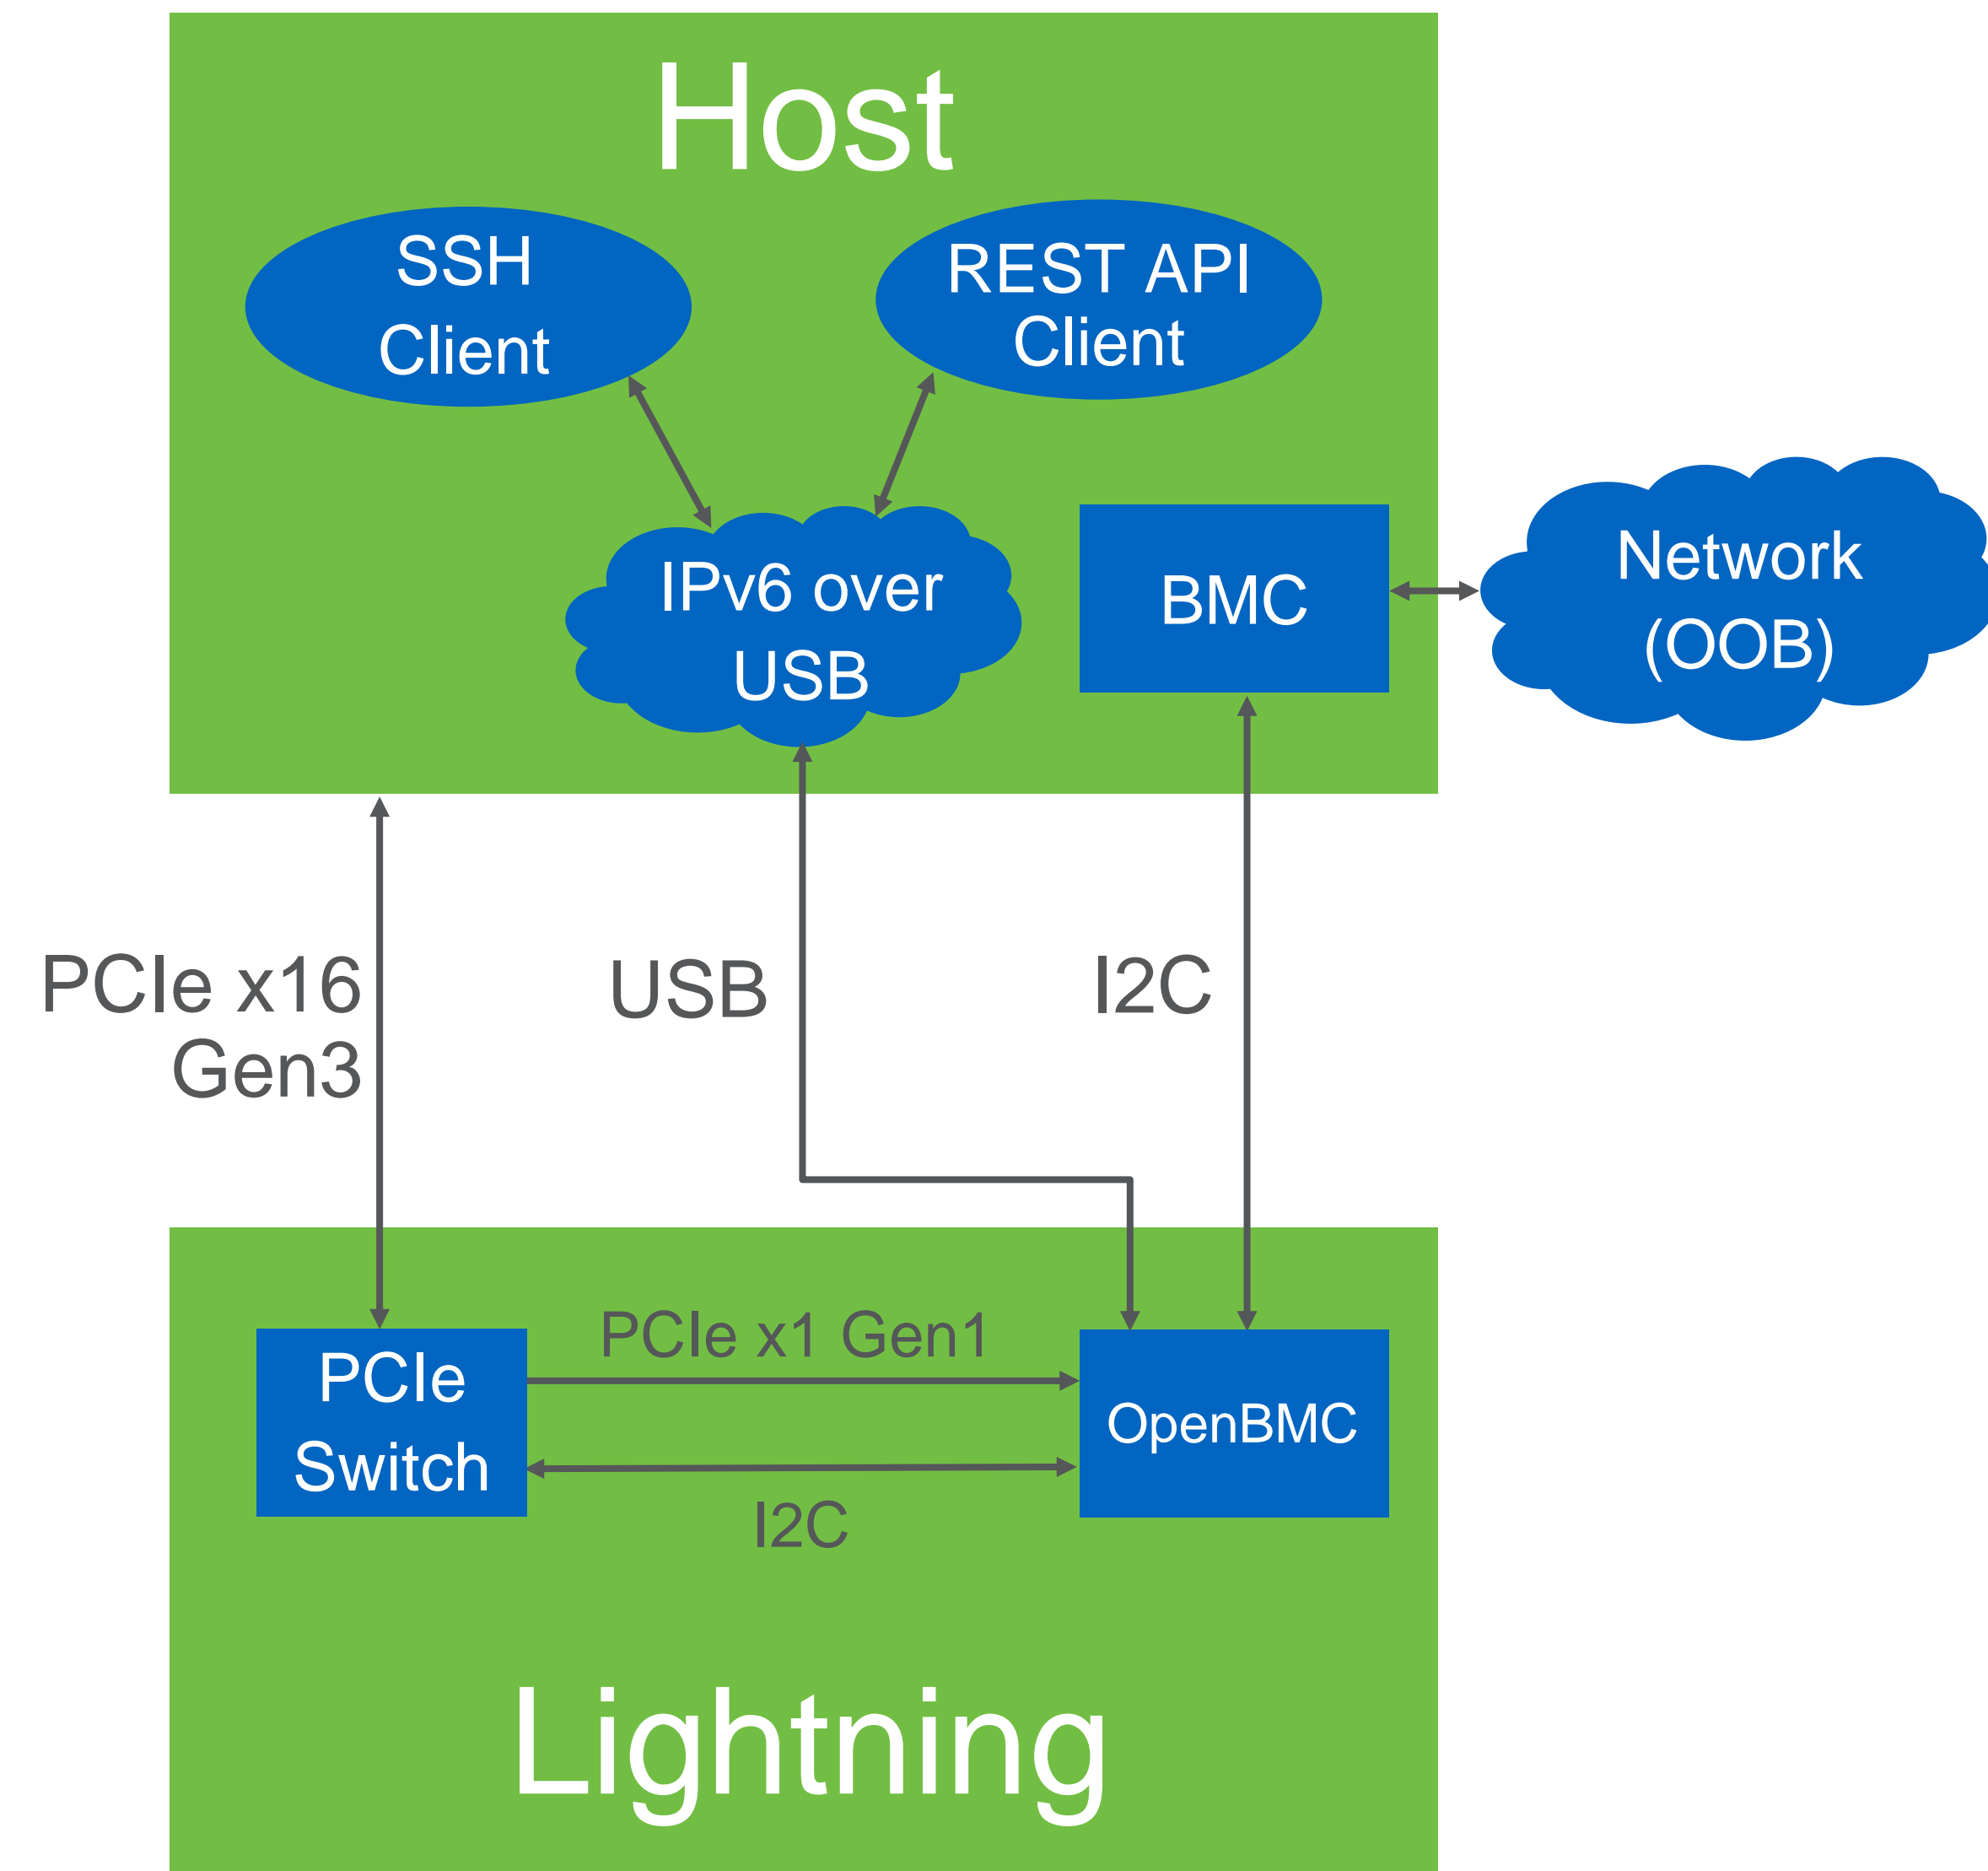 Host
SSH
Client
REST API
Client
IPv6 over
USB
BMC
Network
(OOB)
PCIe x16
Gen3
USB
I2C
PCIe x1 Gen1
PCIe
Switch
OpenBMC
I2C
Lightning